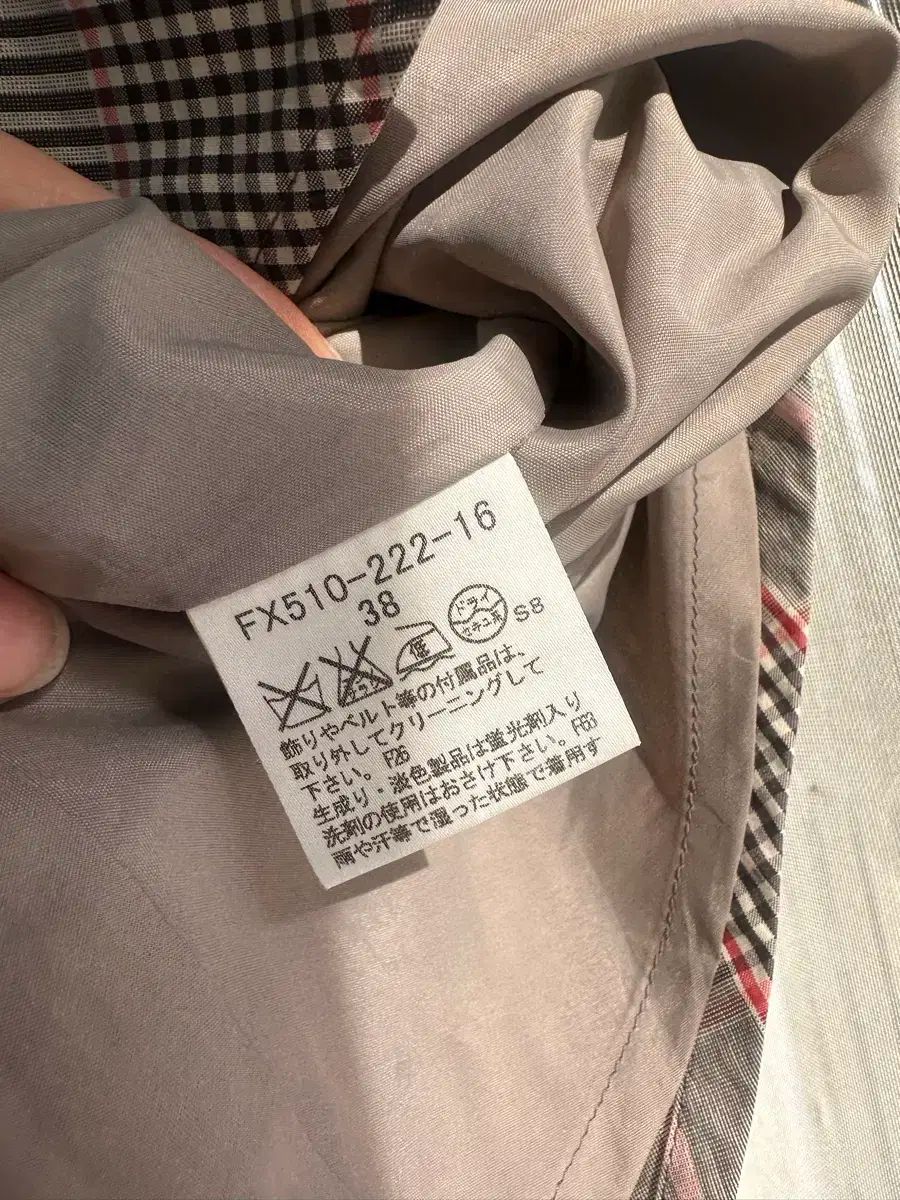 FX510-222-16
38
エンソ ドライ セキユ系 S8
飾りやベルト等の付属品は、
取り外してクリーニングして
下さい。F26
生成り・淡色製品は蛍光剤入り
洗剤の使用はおさけ下さい。F63
雨や汗等で湿った状態で着用す